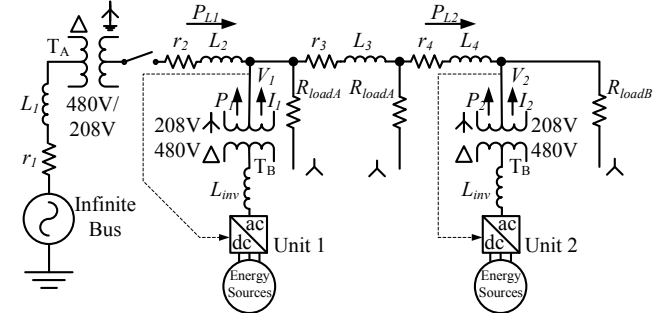 P_L1
P_L2
T_A
r_2
L_2
r_3
L_3
r_4
L_4
L_1
480V/
208V
V_1
V_2
P_1
I_1
R_loadA
R_loadA
P_2
I_2
R_loadB
208V
480V
208V
480V
r_1
T_B
T_B
L_inv
L_inv
Infinite
Bus
ac
dc
Unit 1
ac
dc
Unit 2
Energy
Sources
Energy
Sources